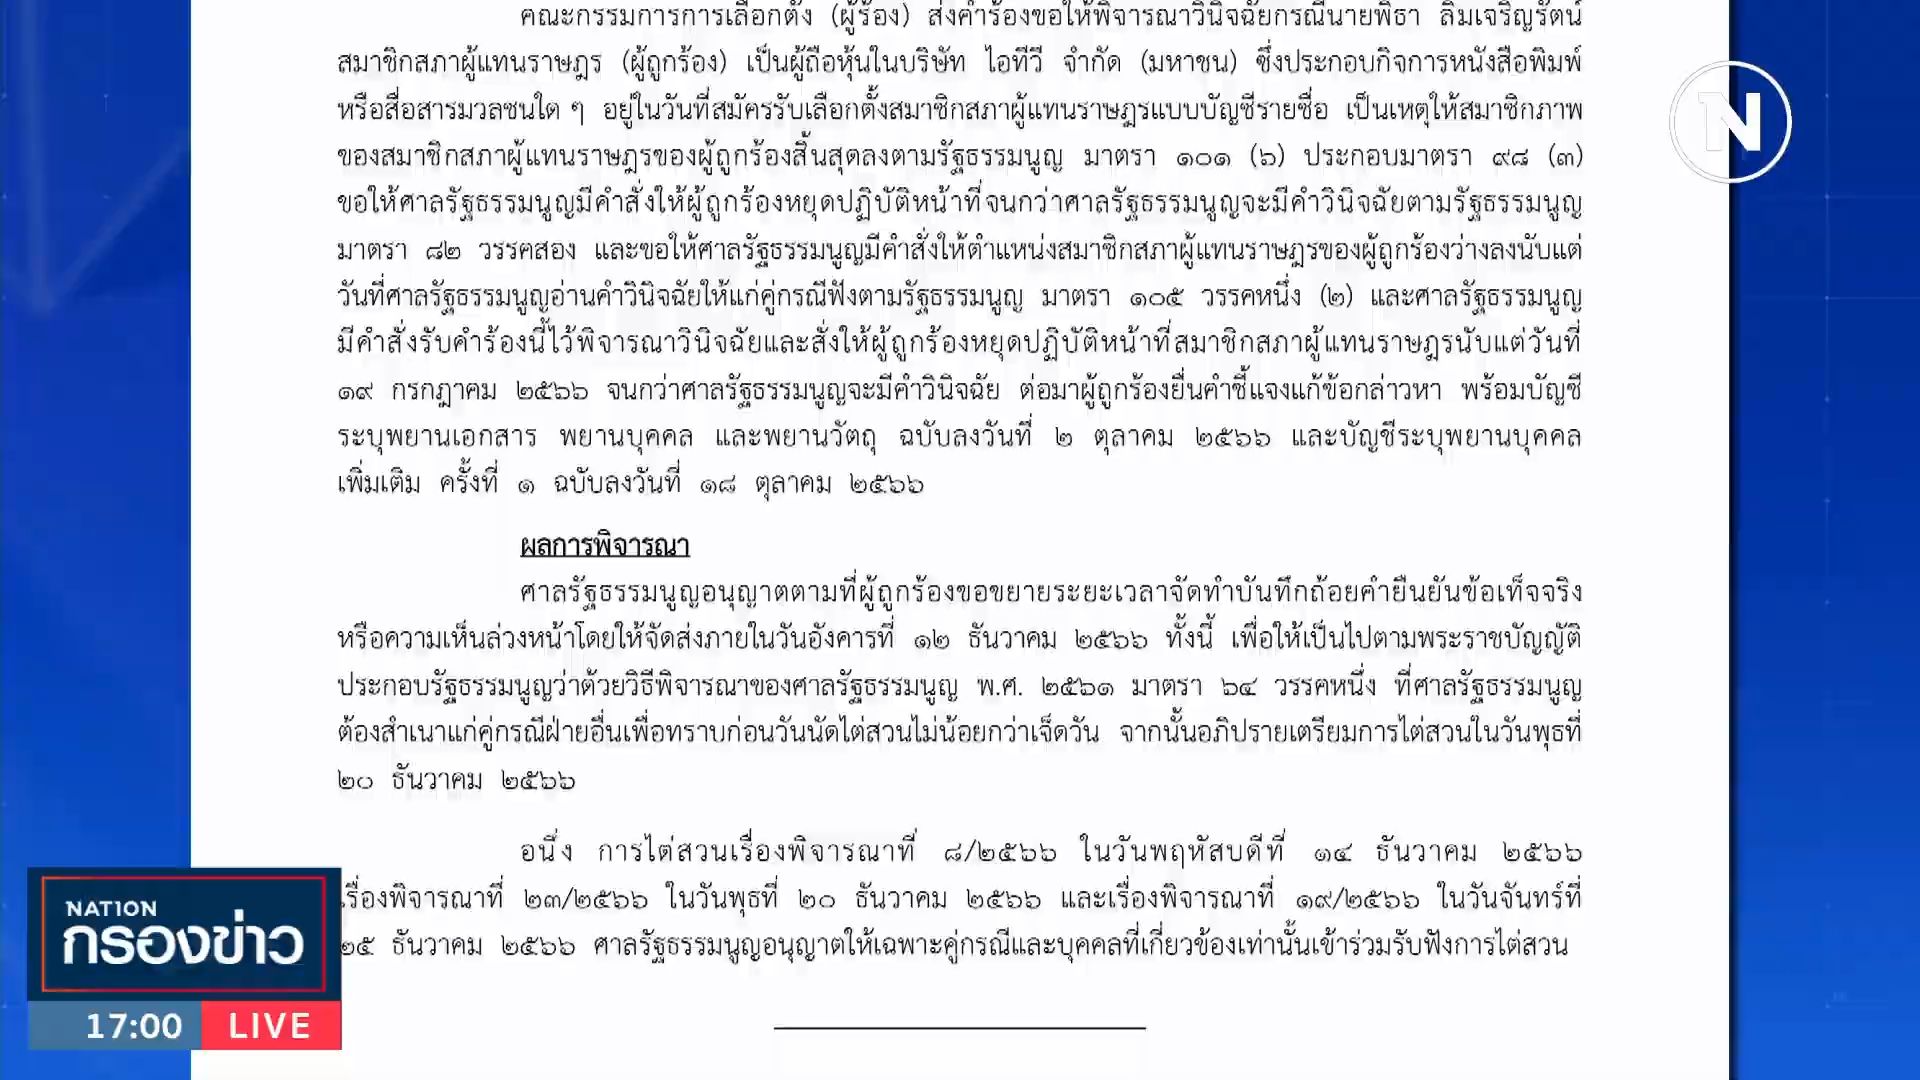 คณะกรรมการการเลือกตั้ง (ผู้ร้อง) ส่งคำร้องขอให้พิจารณาวินิจฉัยกรณีนายพิธา ลิ้มเจริญรัตน์
สมาชิกสภาผู้แทนราษฎร (ผู้ถูกร้อง) เป็นผู้ถือหุ้นในบริษัท ไอทีวี จำกัด (มหาชน) ซึ่งประกอบกิจการหนังสือพิมพ์
หรือสื่อสารมวลชนใด ๆ อยู่ในวันที่สมัครรับเลือกตั้งสมาชิกสภาผู้แทนราษฎรแบบบัญชีรายชื่อ เป็นเหตุให้สมาชิกภาพ
ของสมาชิกสภาผู้แทนราษฎรของผู้ถูกร้องสิ้นสุดลงตามรัฐธรรมนูญ มาตรา ๑๐๑ (๖) ประกอบมาตรา ๙๘ (๓)
ขอให้ศาลรัฐธรรมนูญมีคำสั่งให้ผู้ถูกร้องหยุดปฏิบัติหน้าที่จนกว่าศาลรัฐธรรมนูญจะมีคำวินิจฉัยตามรัฐธรรมนูญ
มาตรา ๘๒ วรรคสอง และขอให้ศาลรัฐธรรมนูญมีคำสั่งให้ตำแหน่งสมาชิกสภาผู้แทนราษฎรของผู้ถูกร้องว่างลงนับแต่
วันที่ศาลรัฐธรรมนูญอ่านคำวินิจฉัยให้แก่คู่กรณีฟังตามรัฐธรรมนูญ มาตรา ๑๐๕ วรรคหนึ่ง (๒) และศาลรัฐธรรมนูญ
มีคำสั่งรับคำร้องนี้ไว้พิจารณาวินิจฉัยและสั่งให้ผู้ถูกร้องหยุดปฏิบัติหน้าที่สมาชิกสภาผู้แทนราษฎรนับแต่วันที่
๑๙ กรกฎาคม ๒๕๖๖ จนกว่าศาลรัฐธรรมนูญจะมีคำวินิจฉัย ต่อมาผู้ถูกร้องยื่นคำชี้แจงแก้ข้อกล่าวหา พร้อมบัญชี
ระบุพยานเอกสาร พยานบุคคล และพยานวัตถุ ฉบับลงวันที่ ๒ ตุลาคม ๒๕๖๖ และบัญชีระบุพยานบุคคล
เพิ่มเติม ครั้งที่ ๑ ฉบับลงวันที่ ๑๘ ตุลาคม ๒๕๖๖
ผลการพิจารณา
ศาลรัฐธรรมนูญอนุญาตตามที่ผู้ถูกร้องขอขยายระยะเวลาจัดทำบันทึกถ้อยคำยืนยันข้อเท็จจริง
หรือความเห็นล่วงหน้าโดยให้จัดส่งภายในวันอังคารที่ ๑๒ ธันวาคม ๒๕๖๖ ทั้งนี้ เพื่อให้เป็นไปตามพระราชบัญญัติ
ประกอบรัฐธรรมนูญว่าด้วยวิธีพิจารณาของศาลรัฐธรรมนูญ พ.ศ. ๒๕๖๑ มาตรา ๖๔ วรรคหนึ่ง ที่ศาลรัฐธรรมนูญ
ต้องสำเนาแก่คู่กรณีฝ่ายอื่นเพื่อทราบก่อนวันนัดไต่สวนไม่น้อยกว่าเจ็ดวัน จากนั้นอภิปรายเตรียมการไต่สวนในวันพุธที่
๒๐ ธันวาคม ๒๕๖๖
อนึ่ง การไต่สวนเรื่องพิจารณาที่ ๘/๒๕๖๖ ในวันพฤหัสบดีที่ ๑๔ ธันวาคม ๒๕๖๖
เรื่องพิจารณาที่ ๒๓/๒๕๖๖ ในวันพุธที่ ๒๐ ธันวาคม ๒๕๖๖ และเรื่องพิจารณาที่ ๑๙/๒๕๖๖ ในวันจันทร์ที่
๒๕ ธันวาคม ๒๕๖๖ ศาลรัฐธรรมนูญอนุญาตให้เฉพาะคู่กรณีและบุคคลที่เกี่ยวข้องเท่านั้นเข้าร่วมรับฟังการไต่สวน
N
NATION
กรองข่าว
17:00 LIVE